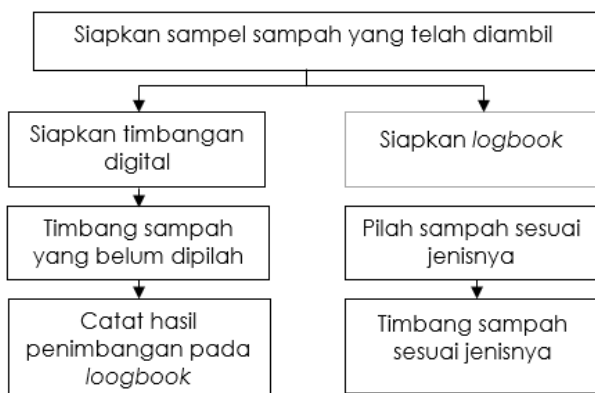 Siapkan sampel sampah yang telah diambil
Siapkan timbangan
digital
Siapkan logbook
Timbang sampah
yang belum dipilah
Pilah sampah sesuai
jenisnya
Catat hasil
penimbangan pada
loogbook
Timbang sampah
sesuai jenisnya